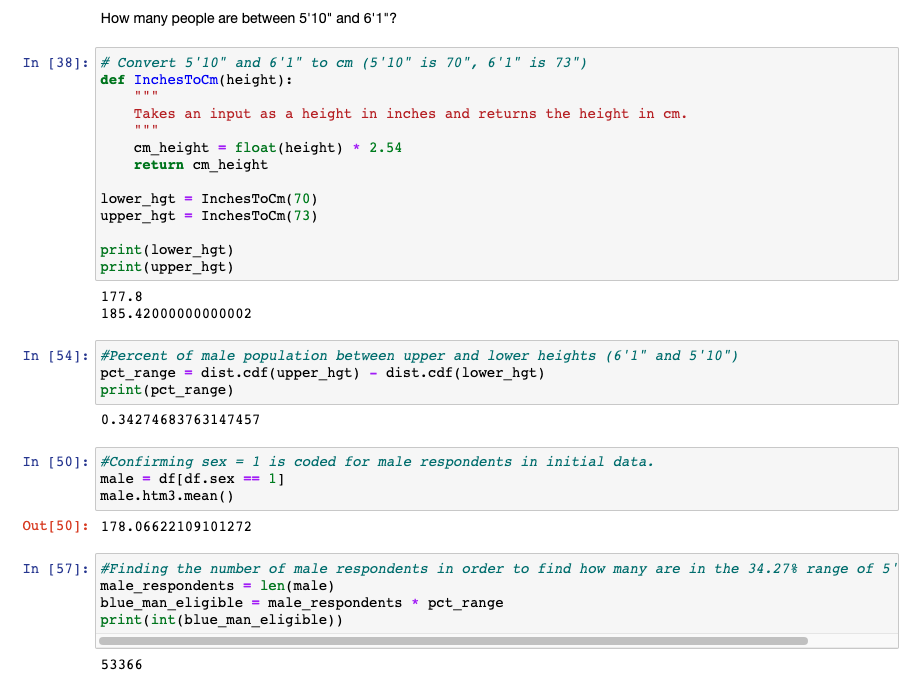 How many people are between 5'10" and 6'1"?
In [38]: # Convert 5'10" and 6'1" to cm (5'10" is 70", 6'1" is 73")
def InchesToCm(height):
"""
Takes an input as a height in inches and returns the height in cm.
"""
cm_height = float(height) * 2.54
return cm_height
lower_hgt = InchesToCm(70)
upper_hgt = InchesToCm(73)
print(lower_hgt)
print(upper_hgt)
177.8
185.42000000000002
In [54]: #Percent of male population between upper and lower heights (6'1" and 5'10")
pct_range = dist.cdf(upper_hgt) - dist.cdf(lower_hgt)
print(pct_range)
0.34274683763147457
In [50]: #Confirming sex = 1 is coded for male respondents in initial data.
male = df[df.sex == 1]
male.htm3.mean()
Out[50]: 178.06622109101272
In [57]: #Finding the number of male respondents in order to find how many are in the 34.27% range of 5'
male_respondents = len(male)
blue_man_eligible = male_respondents * pct_range
print(int(blue_man_eligible))
53366